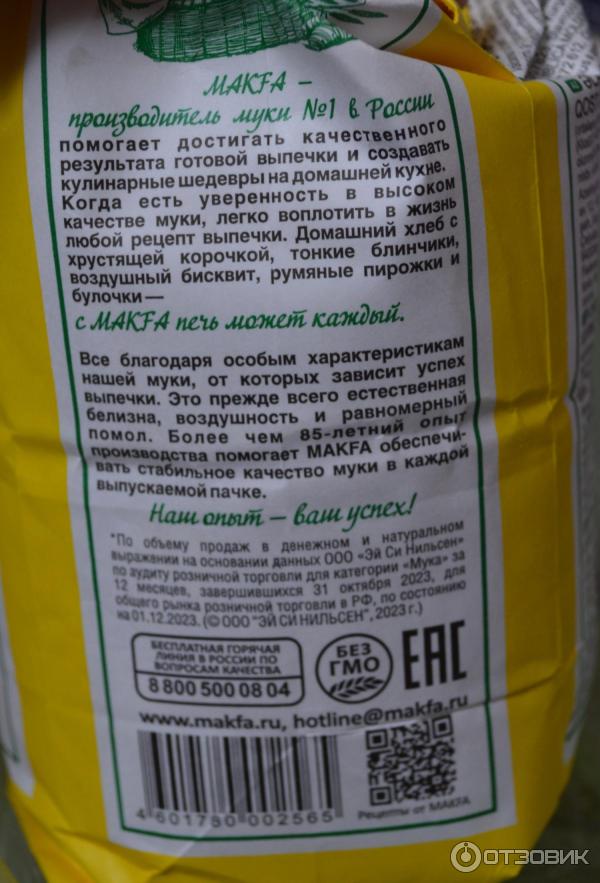 MAKFA —
производитель муки №1 в России
помогает достигать качественного
результата готовой выпечки и создавать
кулинарные шедевры на домашней кухне.
Когда есть уверенность в высоком
качестве муки, легко воплотить в жизнь
любой рецепт выпечки. Домашний хлеб с
хрустящей корочкой, тонкие блинчики,
воздушный бисквит, румяные пирожки и
булочки —
с MAKFA печь может каждый.
Все благодаря особым характеристикам
нашей муки, от которых зависит успех
выпечки. Это прежде всего естественная
белизна, воздушность и равномерный
помол. Более чем 85-летний опыт
производства помогает MAKFA обеспечи-
вать стабильное качество муки в каждой
выпускаемой пачке.
Наш опыт — ваш успех!
*По объему продаж в денежном и натуральном
выражении на основании данных ООО «Эй Си Нильсен»
по аудиту розничной торговли для категории «Мука» за
12 месяцев, завершившихся 31 октября 2023, для
общего рынка розничной торговли в РФ, по состоянию
на 01.12.2023. (© ООО "ЭЙ СИ НИЛЬСЕН", 2023 г.)
БЕСПЛАТНАЯ ГОРЯЧАЯ
ЛИНИЯ В РОССИИ ПО
ВОПРОСАМ КАЧЕСТВА
8 800 500 08 04
БЕЗ
ГМО
EAC
www.makfa.ru, hotline@makfa.ru
4 601780 002565
Рецепты от MAKFA
ОТЗОВИК